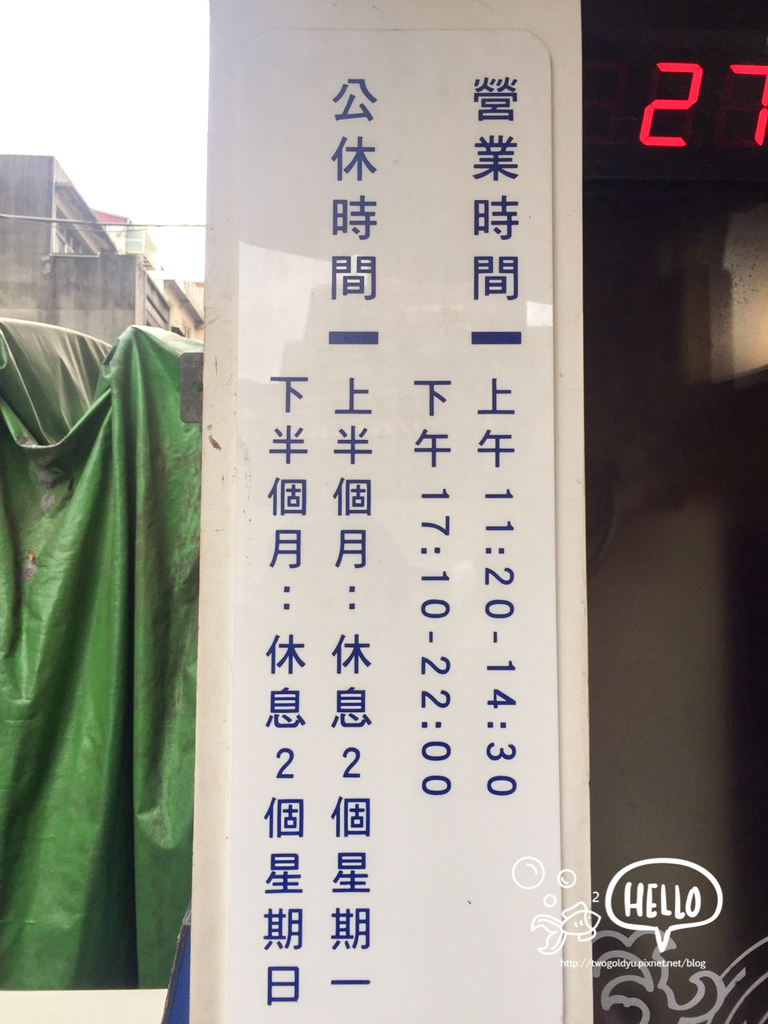 營業時間
上午 11:20-14:30
下午 17:10-22:00
公休時間
上半個月：休息2個星期一
下半個月：休息2個星期日
27
HELLO
2
http://twogoldyu.pixnet.net/blog